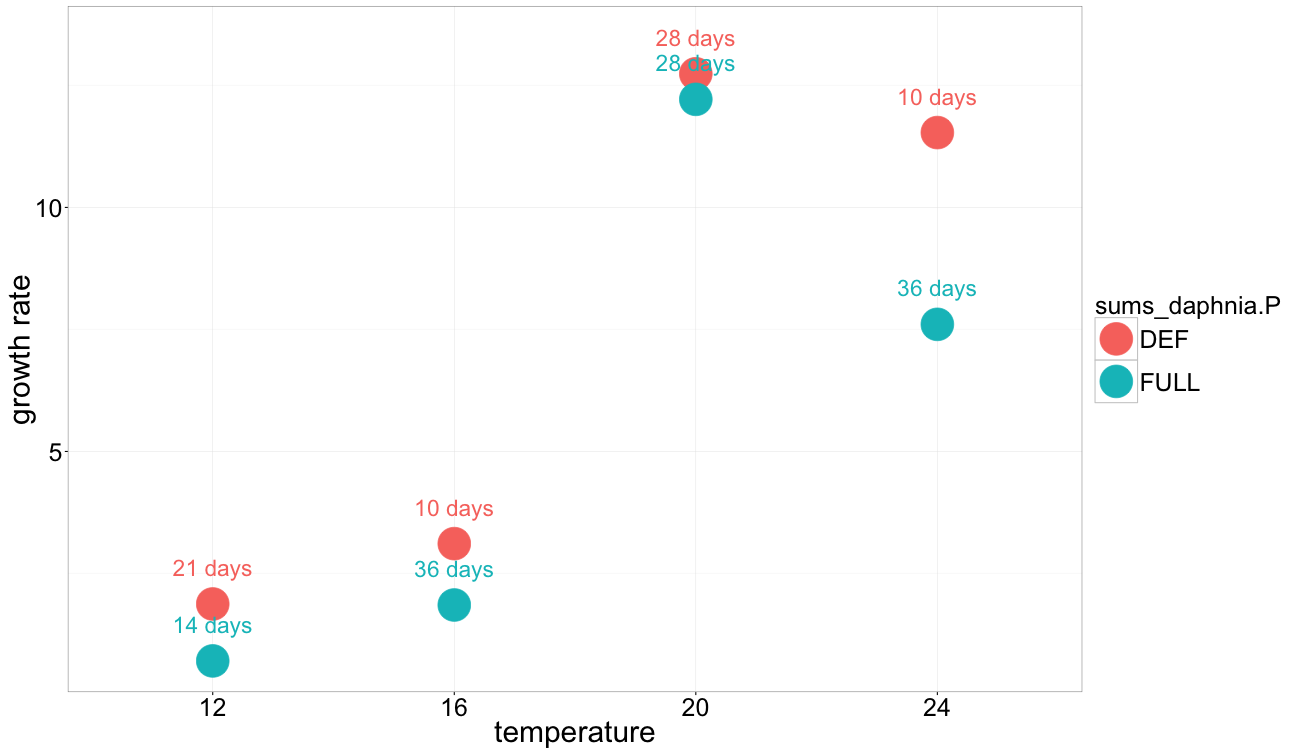 28 days
28 days
10 days
10
36 days
growth rate
sums_daphnia.P
DEF
FULL
5
10 days
21 days
36 days
14 days
12
16
20
24
temperature